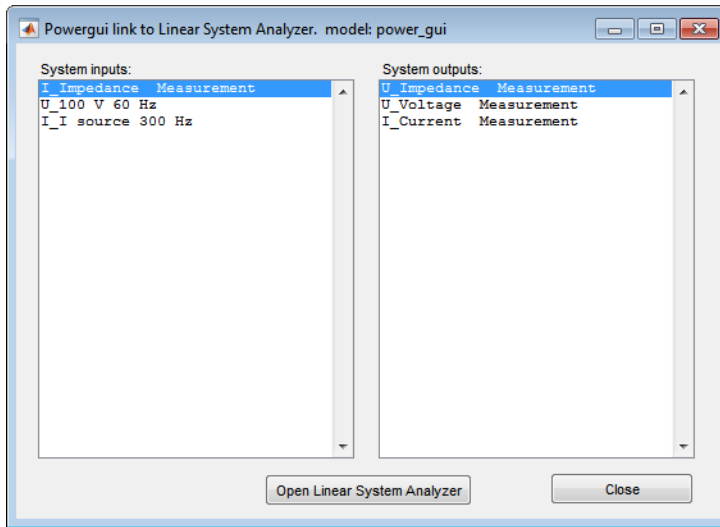 Powergui link to Linear System Analyzer. model: power_gui
System inputs:
I_Impedance  Measurement
U_100 V 60 Hz
I_I source 300 Hz
System outputs:
U_Impedance  Measurement
U_Voltage  Measurement
I_Current  Measurement
Open Linear System Analyzer
Close